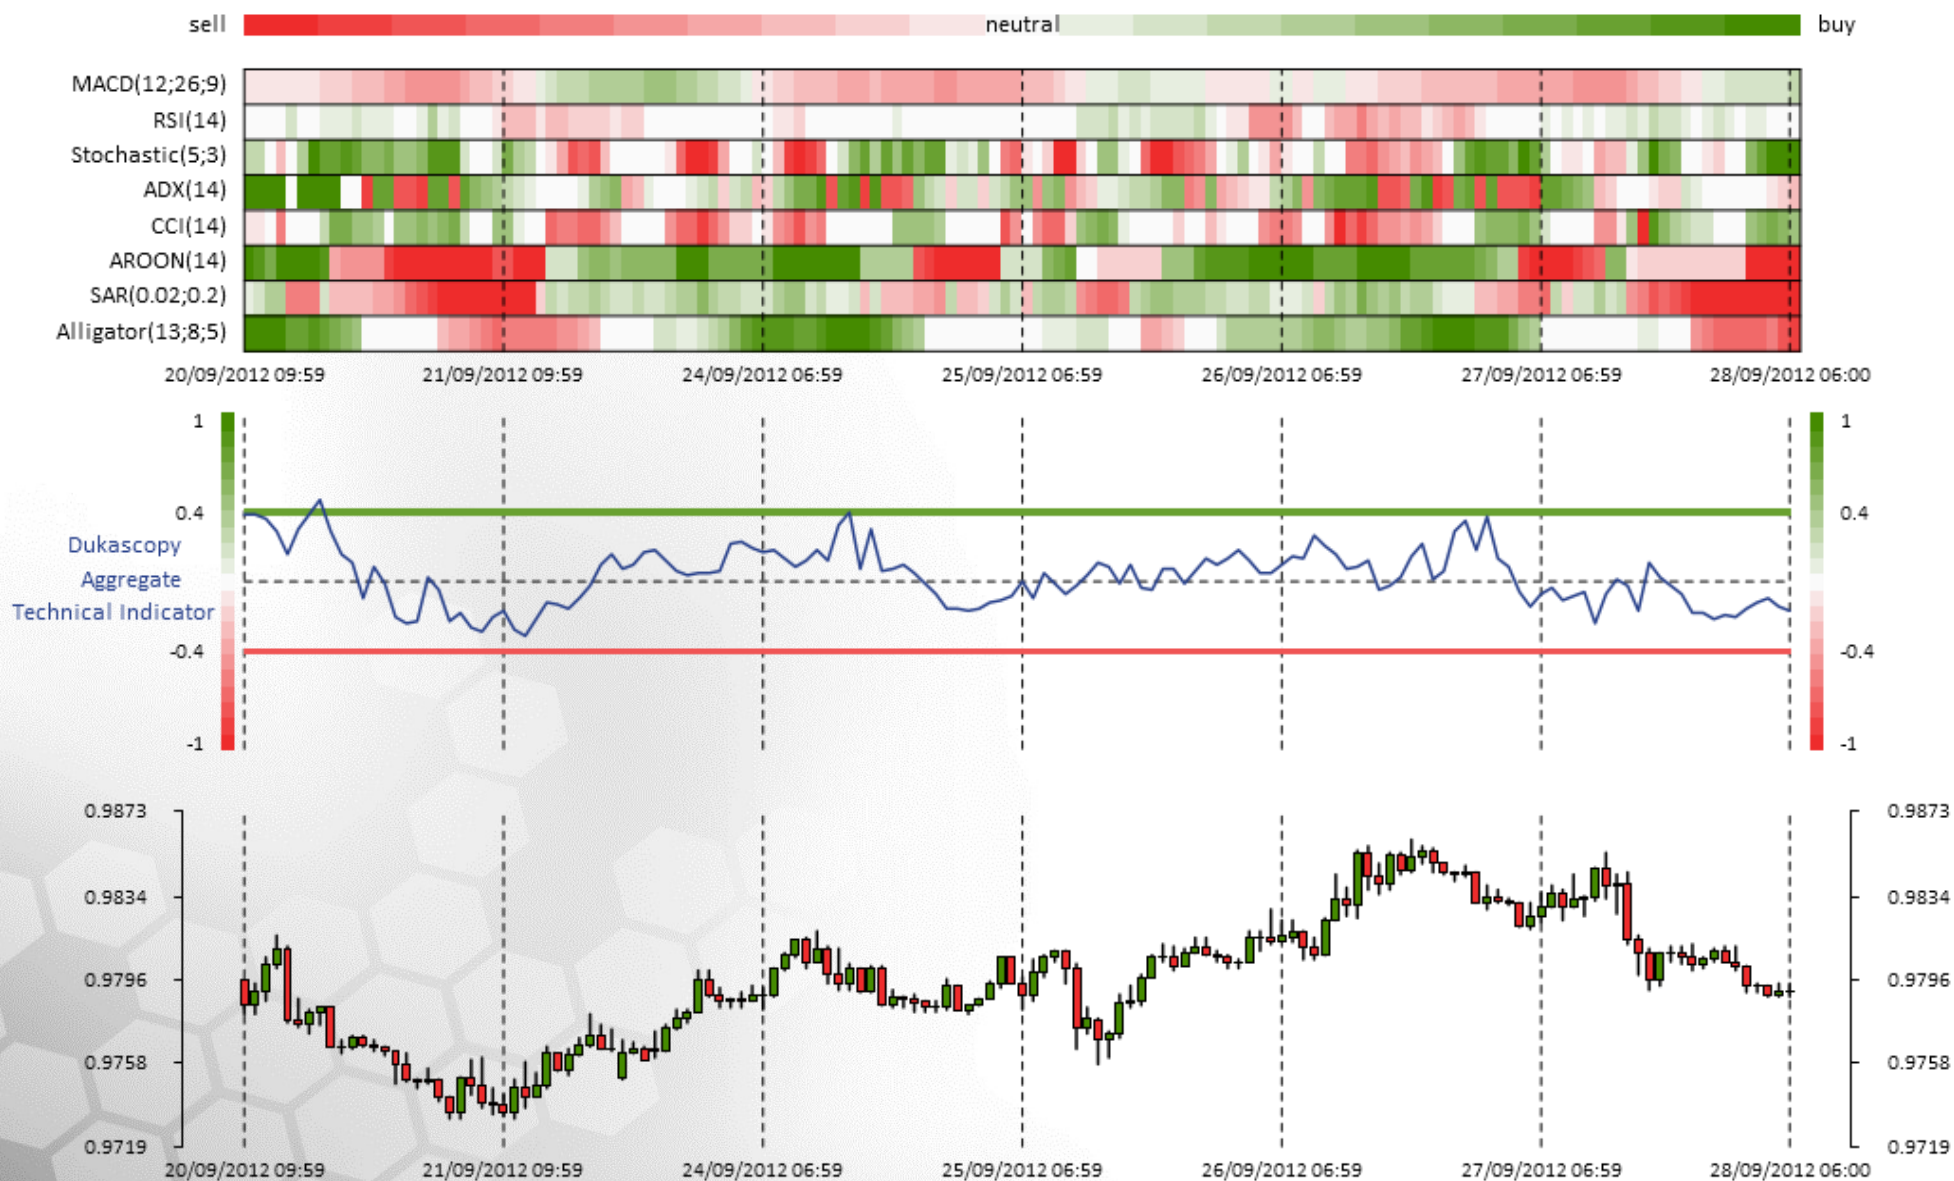 sell neutral buy
MACD(12;26;9)
RSI(14)
Stochastic(5;3)
ADX(14)
CCI(14)
AROON(14)
SAR(0.02;0.2)
Alligator(13;8;5)
20/09/2012 09:59 21/09/2012 09:59 24/09/2012 06:59 25/09/2012 06:59 26/09/2012 06:59 27/09/2012 06:59 28/09/2012 06:00
1 1
0.4 0.4
Dukascopy
Aggregate
Technical Indicator
-0.4 -0.4
-1 -1
0.9873 0.9873
0.9834 0.9834
0.9796 0.9796
0.9758 0.9758
0.9719 0.9719
20/09/2012 09:59 21/09/2012 09:59 24/09/2012 06:59 25/09/2012 06:59 26/09/2012 06:59 27/09/2012 06:59 28/09/2012 06:00